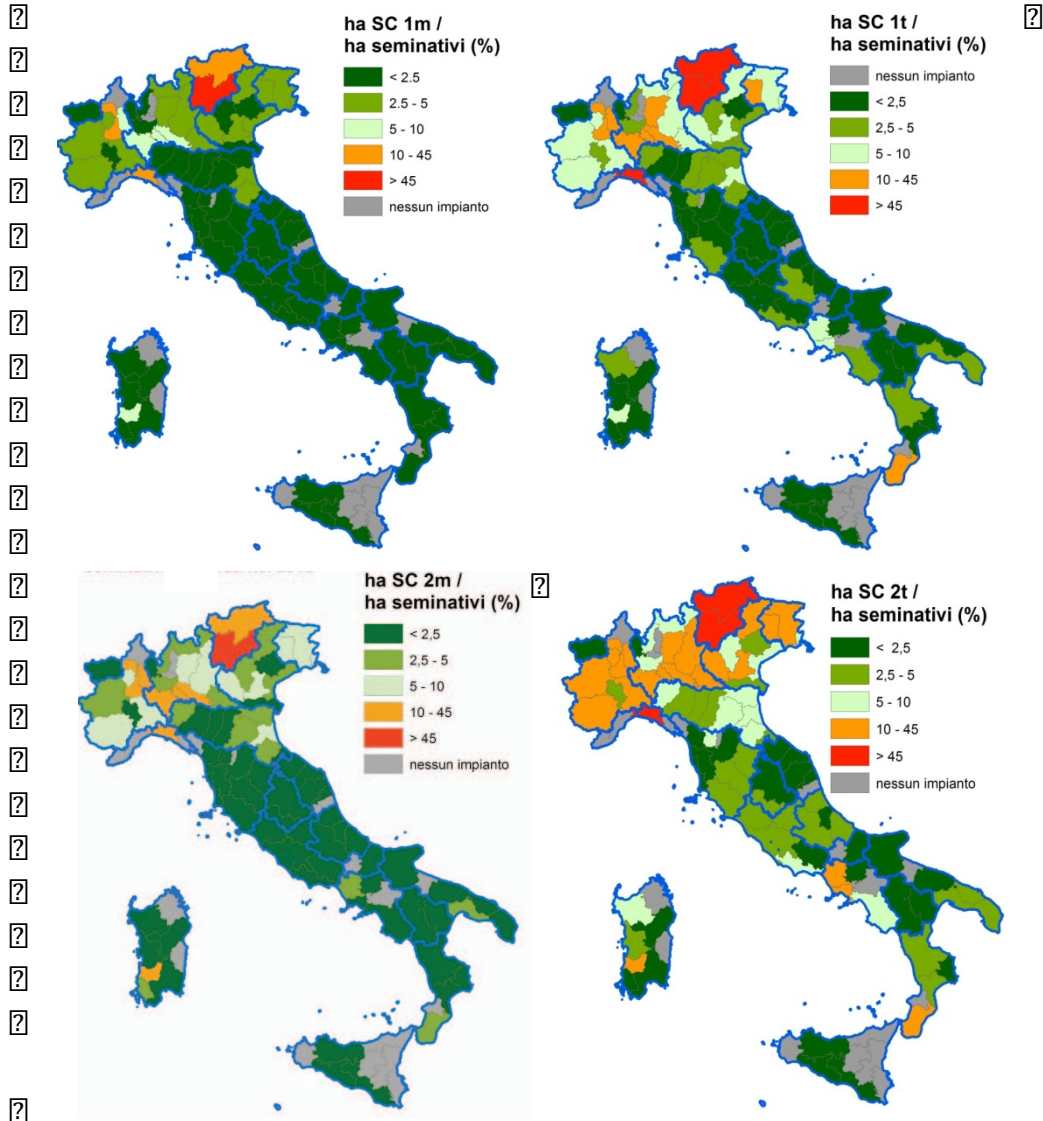 ha SC 1m /
ha seminativi (%)
< 2.5
2.5 - 5
5 - 10
10 - 45
> 45
nessun impianto
ha SC 1t /
ha seminativi (%)
nessun impianto
< 2,5
2,5 - 5
5 - 10
10 - 45
> 45
ha SC 2m /
ha seminativi (%)
< 2,5
2,5 - 5
5 - 10
10 - 45
> 45
nessun impianto
ha SC 2t /
ha seminativi (%)
< 2,5
2,5 - 5
5 - 10
10 - 45
> 45
nessun impianto